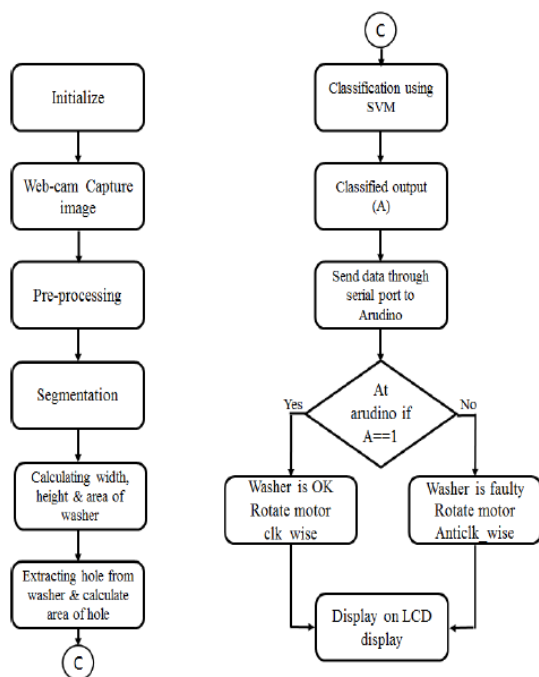 Initialize
Web-cam Capture
image
Pre-processing
Segmentation
Calculating width,
height & area of
washer
Extracting hole from
washer & calculate
area of hole
C
C
Classification using
SVM
Classified output
(A)
Send data through
serial port to
Arudino
At
arudino if
A==1
Yes
No
Washer is OK
Rotate motor
clk_wise
Washer is faulty
Rotate motor
Anticlk_wise
Display on LCD
display